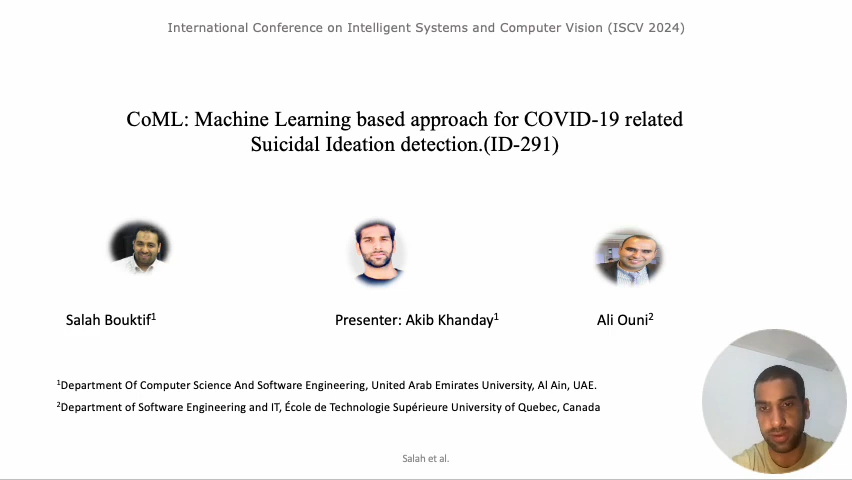 International Conference on Intelligent Systems and Computer Vision (ISCV 2024)
CoML: Machine Learning based approach for COVID-19 related
Suicidal Ideation detection.(ID-291)
Salah Bouktif¹
Presenter: Akib Khanday¹
Ali Ouni²
¹Department Of Computer Science And Software Engineering, United Arab Emirates University, Al Ain, UAE.
²Department of Software Engineering and IT, École de Technologie Supérieure University of Quebec, Canada
Salah et al.